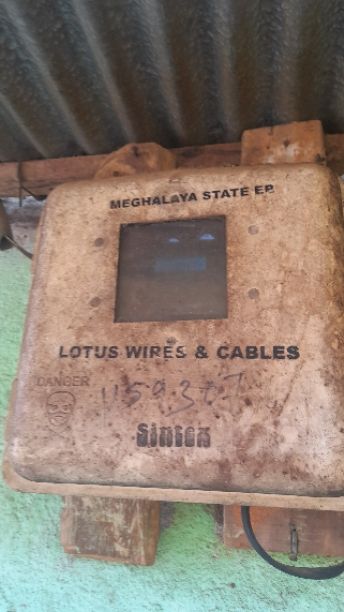 MEGHALAYA STATE EB
LOTUS WIRES & CABLES
DANGER
Sintex